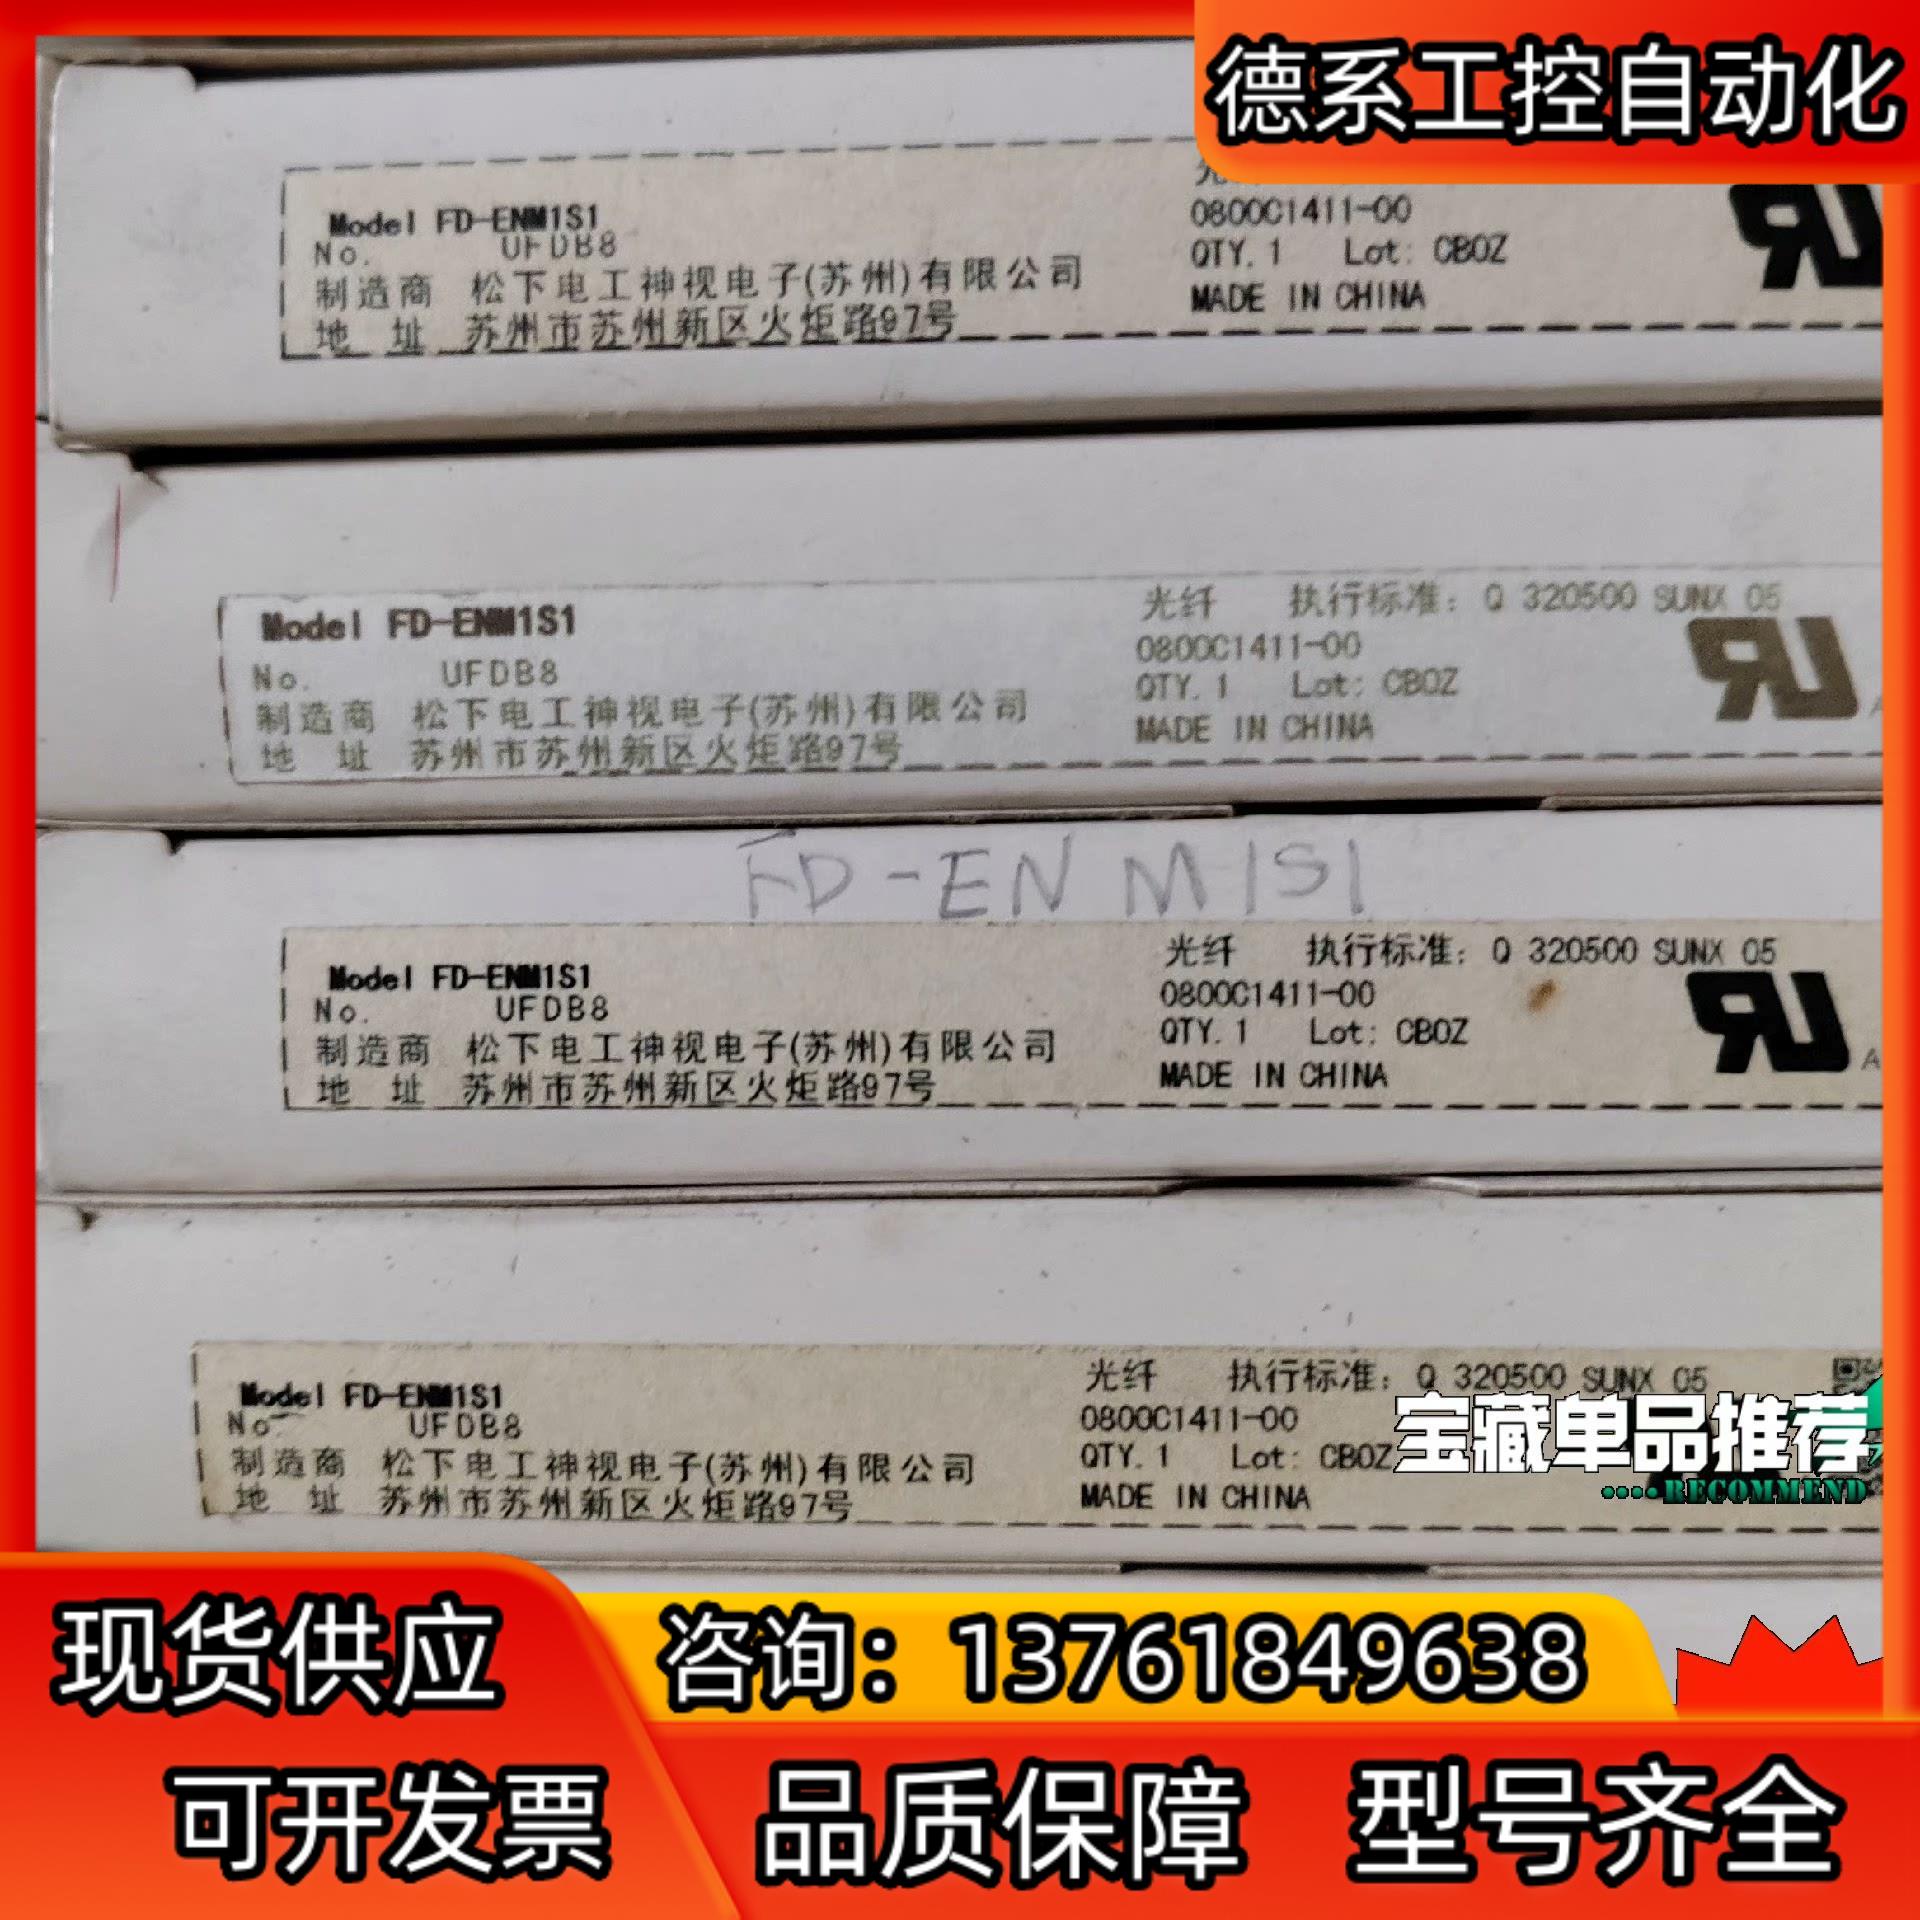 德系工控自动化
Model FD-ENM1S1
No. UFDB8
制造商 松下电工神视电子(苏州)有限公司
地 址 苏州市苏州新区火炬路97号
0800C1411-00
QTY. 1 Lot: CB0Z
MADE IN CHINA
Model FD-ENM1S1
No. UFDB8
制造商 松下电工神视电子(苏州)有限公司
地 址 苏州市苏州新区火炬路97号
光纤 执行标准: Q 320500 SUNX 05
0800C1411-00
QTY. 1 Lot: CB0Z
MADE IN CHINA
FD-ENM1S1
Model FD-ENM1S1
No. UFDB8
制造商 松下电工神视电子(苏州)有限公司
地 址 苏州市苏州新区火炬路97号
光纤 执行标准: Q 320500 SUNX 05
0800C1411-00
QTY. 1 Lot: CB0Z
MADE IN CHINA
Model FD-ENM1S1
No. UFDB8
制造商 松下电工神视电子(苏州)有限公司
地 址 苏州市苏州新区火炬路97号
光纤 执行标准: Q 320500 SUNX 05
0800C1411-00
QTY. 1 Lot: CB0Z
MADE IN CHINA
宝藏单品推荐
RECOMMEND
现货供应
咨询：13761849638
可开发票 品质保障 型号齐全